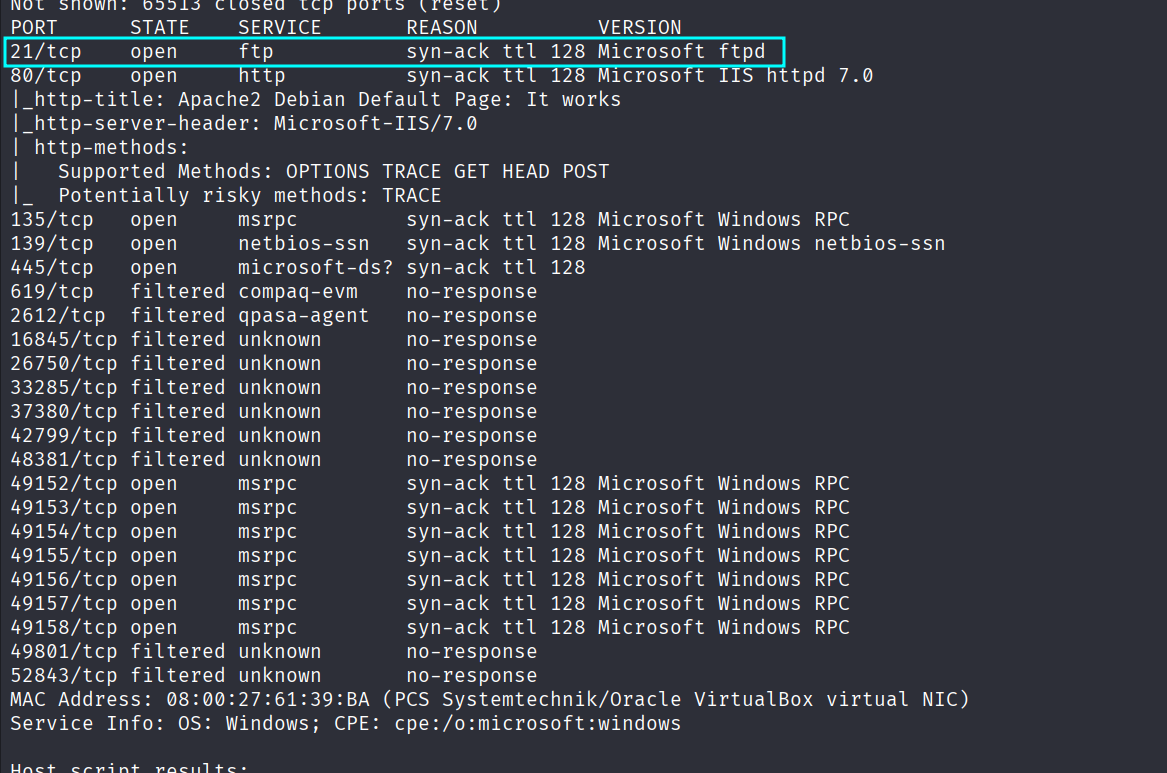 Not shown: 65513 closed tcp ports (reset)
PORT      STATE    SERVICE       REASON          VERSION
21/tcp    open     ftp           syn-ack ttl 128 Microsoft ftpd
80/tcp    open     http          syn-ack ttl 128 Microsoft IIS httpd 7.0
|_http-title: Apache2 Debian Default Page: It works
|_http-server-header: Microsoft-IIS/7.0
| http-methods:
|   Supported Methods: OPTIONS TRACE GET HEAD POST
|_  Potentially risky methods: TRACE
135/tcp   open     msrpc         syn-ack ttl 128 Microsoft Windows RPC
139/tcp   open     netbios-ssn   syn-ack ttl 128 Microsoft Windows netbios-ssn
445/tcp   open     microsoft-ds? syn-ack ttl 128
619/tcp   filtered compaq-evm    no-response
2612/tcp  filtered qpasa-agent   no-response
16845/tcp filtered unknown       no-response
26750/tcp filtered unknown       no-response
33285/tcp filtered unknown       no-response
37380/tcp filtered unknown       no-response
42799/tcp filtered unknown       no-response
48381/tcp filtered unknown       no-response
49152/tcp open     msrpc         syn-ack ttl 128 Microsoft Windows RPC
49153/tcp open     msrpc         syn-ack ttl 128 Microsoft Windows RPC
49154/tcp open     msrpc         syn-ack ttl 128 Microsoft Windows RPC
49155/tcp open     msrpc         syn-ack ttl 128 Microsoft Windows RPC
49156/tcp open     msrpc         syn-ack ttl 128 Microsoft Windows RPC
49157/tcp open     msrpc         syn-ack ttl 128 Microsoft Windows RPC
49158/tcp open     msrpc         syn-ack ttl 128 Microsoft Windows RPC
49801/tcp filtered unknown       no-response
52843/tcp filtered unknown       no-response
MAC Address: 08:00:27:61:39:BA (PCS Systemtechnik/Oracle VirtualBox virtual NIC)
Service Info: OS: Windows; CPE: cpe:/o:microsoft:windows
Host script results: